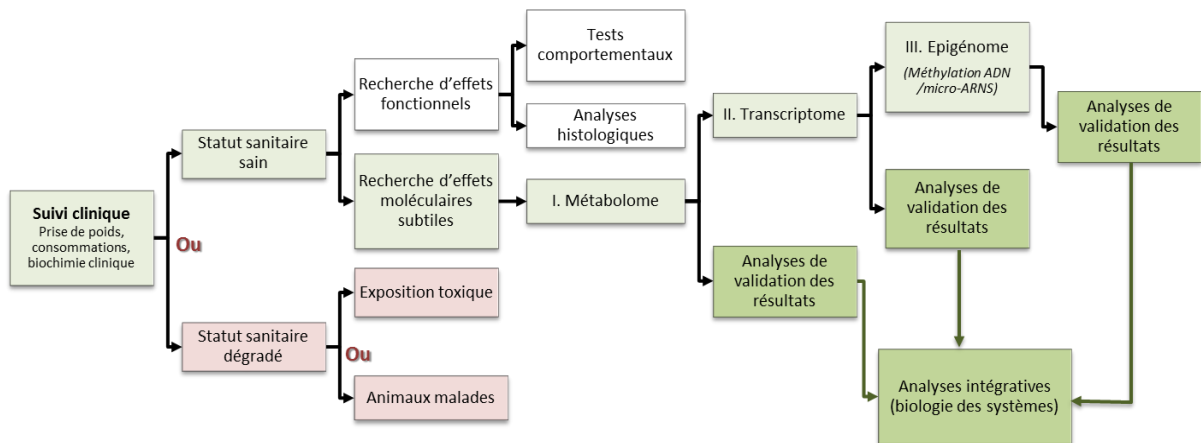 Suivi clinique
Prise de poids,
consommations,
biochimie clinique
Ou
Statut sanitaire
sain
Statut sanitaire
dégradé
Recherche d'effets
fonctionnels
Recherche d'effets
moléculaires
subtiles
Exposition toxique
Ou
Animaux malades
Tests
comportementaux
Analyses
histologiques
I. Métabolome
II. Transcriptome
Analyses de
validation des
résultats
III. Epigénome
(Méthylation ADN
/micro-ARNS)
Analyses de
validation des
résultats
Analyses de
validation des
résultats
Analyses intégratives
(biologie des systèmes)